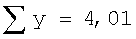 ∑ y = 4, 01